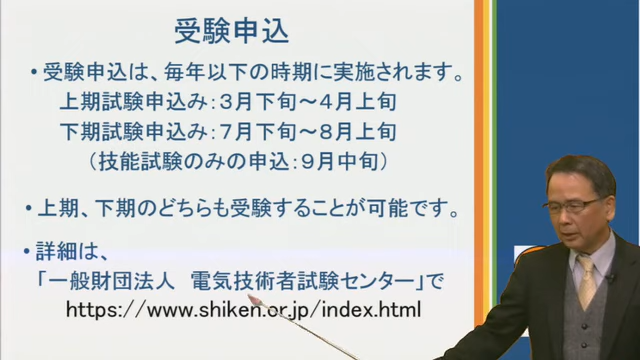 受験申込
・受験申込は、毎年以下の時期に実施されます。
上期試験申込み:3月下旬～4月上旬
下期試験申込み:7月下旬～8月上旬
(技能試験のみの申込:9月中旬)
・上期、下期のどちらも受験することが可能です。
・詳細は、
「一般財団法人　電気技術者試験センター」で
https://www.shiken.or.jp/index.html